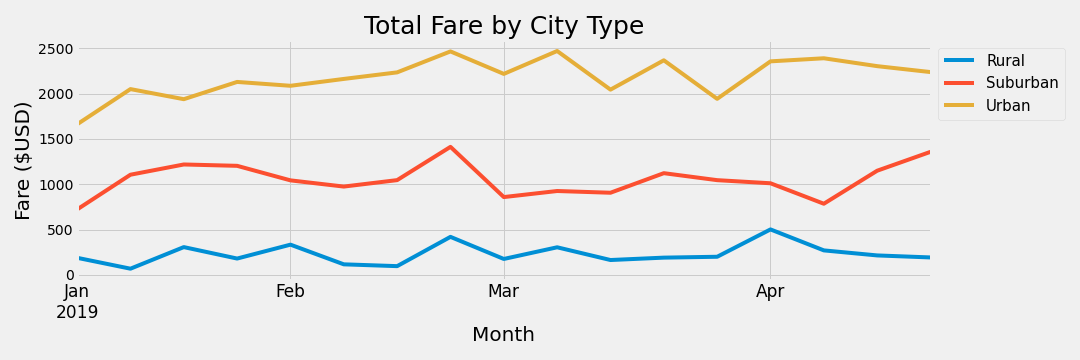 Total Fare by City Type
Fare ($USD)
2500
2000
1500
1000
500
0
Jan
2019
Feb
Mar
Apr
Month
Rural
Suburban
Urban